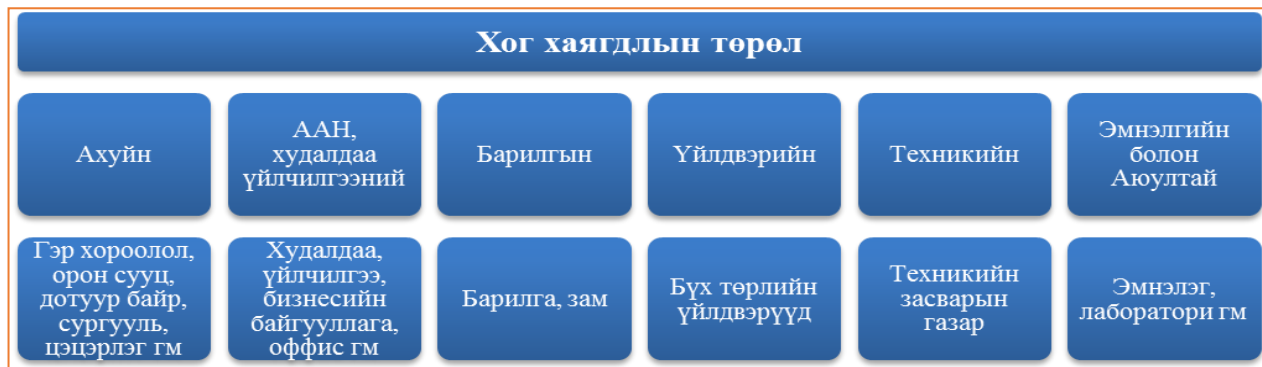 Хог хаягдлын төрөл
Ахуйн
ААН,
худалдаа
үйлчилгээний
Барилгын
Үйлдвэрийн
Техникийн
Эмнэлгийн
болон
Аюултай
Гэр хороолол,
орон сууц,
дотуур байр,
сургууль,
цэцэрлэг гм
Худалдаа,
үйлчилгээ,
бизнесийн
байгууллага,
оффис гм
Барилга, зам
Бүх төрлийн
үйлдвэрүүд
Техникийн
засварын
газар
Эмнэлэг,
лаборатори гм